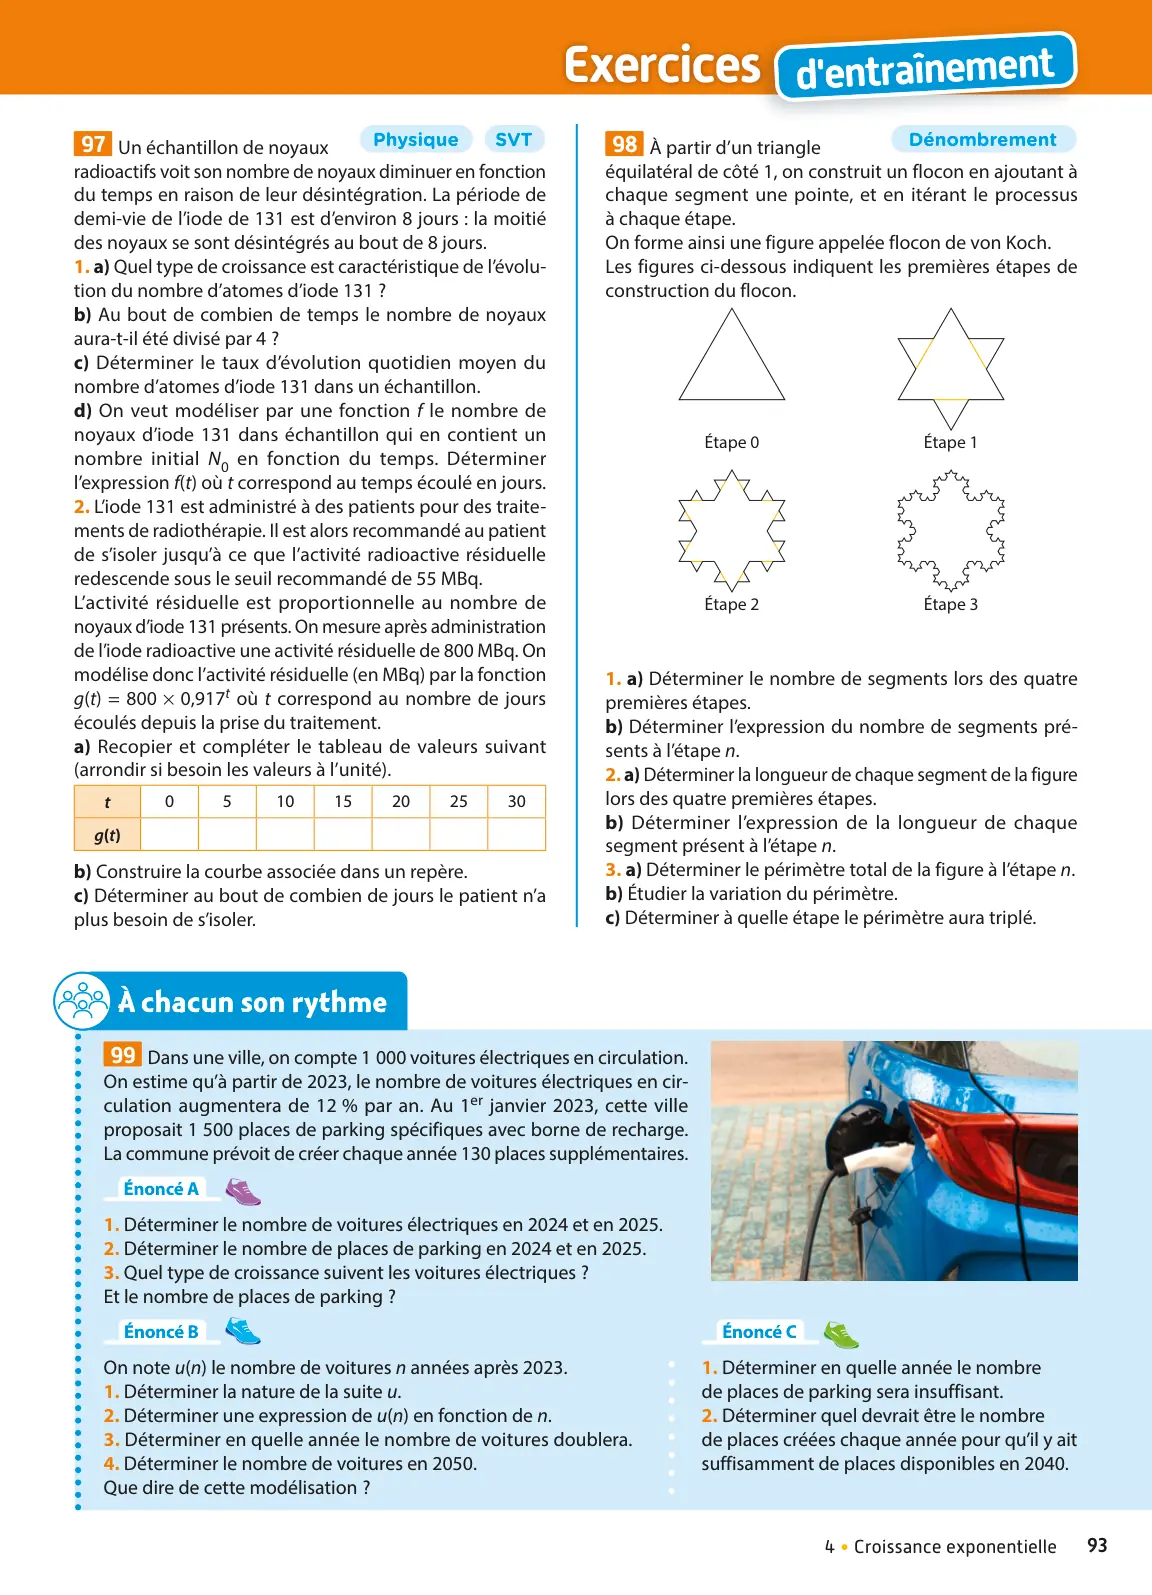 Exercices d'entraînement
97 Un échantillon de noyaux Physique SVT
radioactifs voit son nombre de noyaux diminuer en fonction
du temps en raison de leur désintégration. La période de
demi-vie de l'iode de 131 est d'environ 8 jours : la moitié
des noyaux se sont désintégrés au bout de 8 jours.
1. a) Quel type de croissance est caractéristique de l'évolu-
tion du nombre d'atomes d'iode 131 ?
b) Au bout de combien de temps le nombre de noyaux
aura-t-il été divisé par 4 ?
c) Déterminer le taux d'évolution quotidien moyen du
nombre d'atomes d'iode 131 dans un échantillon.
d) On veut modéliser par une fonction f le nombre de
noyaux d'iode 131 dans échantillon qui en contient un
nombre initial N₀ en fonction du temps. Déterminer
l'expression f(t) où t correspond au temps écoulé en jours.
2. L'iode 131 est administré à des patients pour des traite-
ments de radiothérapie. Il est alors recommandé au patient
de s'isoler jusqu'à ce que l'activité radioactive résiduelle
redescende sous le seuil recommandé de 55 MBq.
L'activité résiduelle est proportionnelle au nombre de
noyaux d'iode 131 présents. On mesure après administration
de l'iode radioactive une activité résiduelle de 800 MBq. On
modélise donc l'activité résiduelle (en MBq) par la fonction
g(t) = 800 × 0,917ᵗ où t correspond au nombre de jours
écoulés depuis la prise du traitement.
a) Recopier et compléter le tableau de valeurs suivant
(arrondir si besoin les valeurs à l'unité).
t 0 5 10 15 20 25 30
g(t)
b) Construire la courbe associée dans un repère.
c) Déterminer au bout de combien de jours le patient n'a
plus besoin de s'isoler.
98 À partir d'un triangle Dénombrement
équilatéral de côté 1, on construit un flocon en ajoutant à
chaque segment une pointe, et en itérant le processus
à chaque étape.
On forme ainsi une figure appelée flocon de von Koch.
Les figures ci-dessous indiquent les premières étapes de
construction du flocon.
Étape 0 Étape 1
Étape 2 Étape 3
1. a) Déterminer le nombre de segments lors des quatre
premières étapes.
b) Déterminer l'expression du nombre de segments pré-
sents à l'étape n.
2. a) Déterminer la longueur de chaque segment de la figure
lors des quatre premières étapes.
b) Déterminer l'expression de la longueur de chaque
segment présent à l'étape n.
3. a) Déterminer le périmètre total de la figure à l'étape n.
b) Étudier la variation du périmètre.
c) Déterminer à quelle étape le périmètre aura triplé.
À chacun son rythme
99 Dans une ville, on compte 1 000 voitures électriques en circulation.
On estime qu'à partir de 2023, le nombre de voitures électriques en cir-
culation augmentera de 12 % par an. Au 1er janvier 2023, cette ville
proposait 1 500 places de parking spécifiques avec borne de recharge.
La commune prévoit de créer chaque année 130 places supplémentaires.
Énoncé A
1. Déterminer le nombre de voitures électriques en 2024 et en 2025.
2. Déterminer le nombre de places de parking en 2024 et en 2025.
3. Quel type de croissance suivent les voitures électriques ?
Et le nombre de places de parking ?
Énoncé B
On note u(n) le nombre de voitures n années après 2023.
1. Déterminer la nature de la suite u.
2. Déterminer une expression de u(n) en fonction de n.
3. Déterminer en quelle année le nombre de voitures doublera.
4. Déterminer le nombre de voitures en 2050.
Que dire de cette modélisation ?
Énoncé C
1. Déterminer en quelle année le nombre
de places de parking sera insuffisant.
2. Déterminer quel devrait être le nombre
de places créées chaque année pour qu'il y ait
suffisamment de places disponibles en 2040.
4 • Croissance exponentielle 93